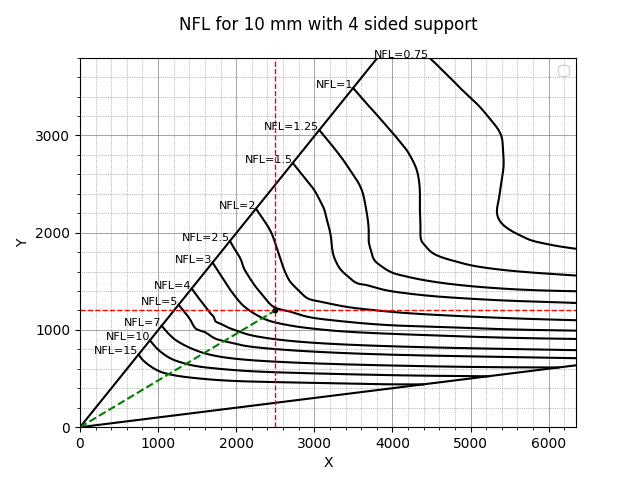 NFL for 10 mm with 4 sided support
NFL=0.75
NFL=1
NFL=1.25
NFL=1.5
NFL=2
NFL=2.5
NFL=3
NFL=4
NFL=5
NFL=7
NFL=10
NFL=15
3000
2000
1000
0
Y
0 1000 2000 3000 4000 5000 6000
X